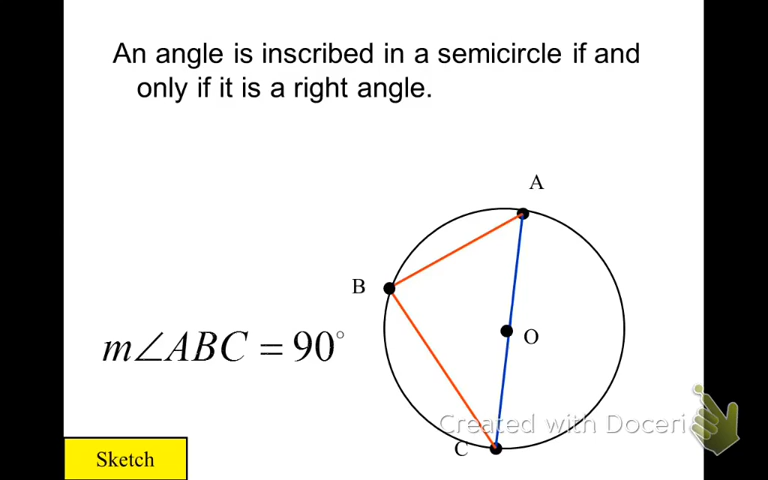 An angle is inscribed in a semicircle if and
only if it is a right angle.
A
B
m∠ABC = 90°
O
Created with Doceri
C
Sketch